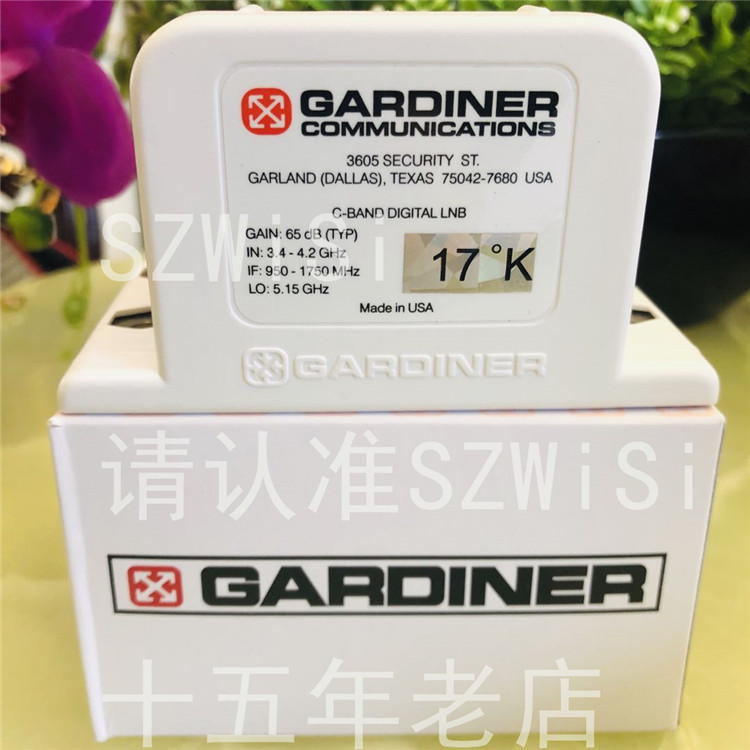 GARDINER
COMMUNICATIONS
3605 SECURITY ST.
GARLAND (DALLAS), TEXAS 75042-7680 USA
C-BAND DIGITAL LNB
SZWiSi
GAIN: 65 dB (TYP)
IN: 3.4 - 4.2 GHz
IF: 950 - 1750 MHz
LO: 5.15 GHz
17 °K
Made in USA
GARDINER
请认准SZWiSi
GARDINER
十五年老店